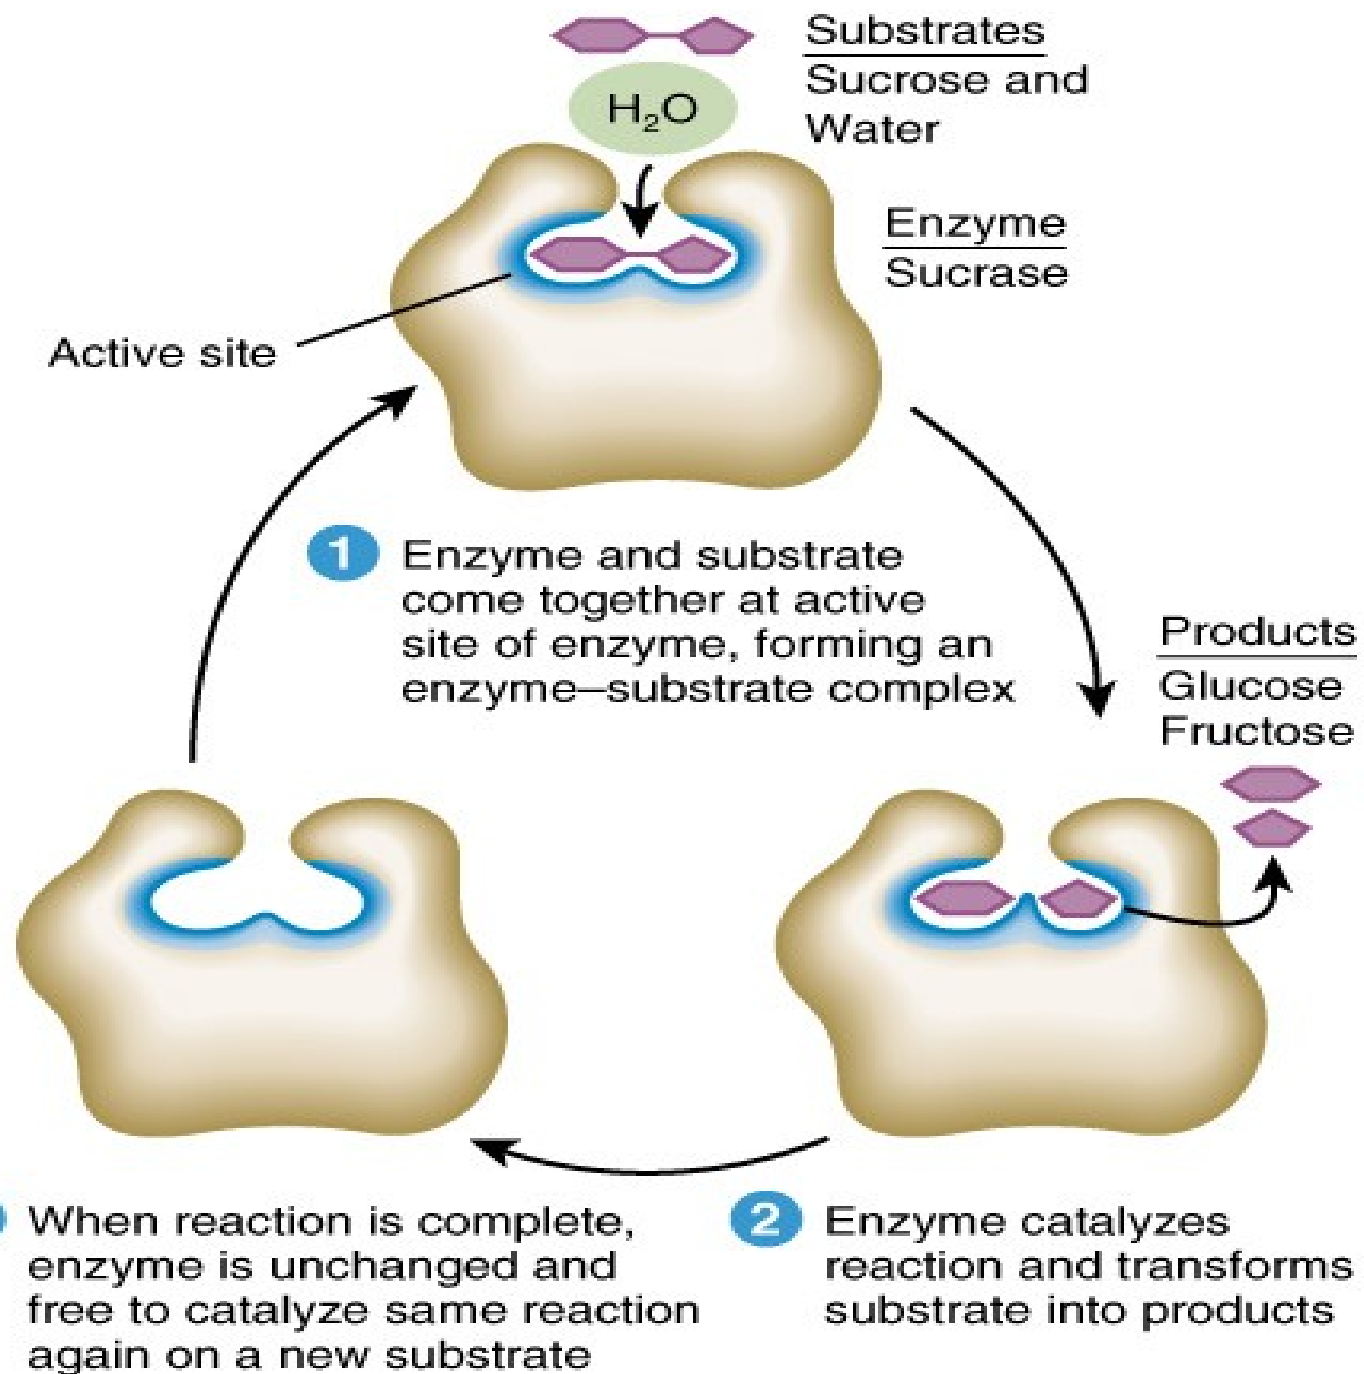 Substrates
Sucrose and
Water
H₂O
Enzyme
Sucrase
Active site
1 Enzyme and substrate
come together at active
site of enzyme, forming an
enzyme–substrate complex
Products
Glucose
Fructose
2 Enzyme catalyzes
reaction and transforms
substrate into products
When reaction is complete,
enzyme is unchanged and
free to catalyze same reaction
again on a new substrate